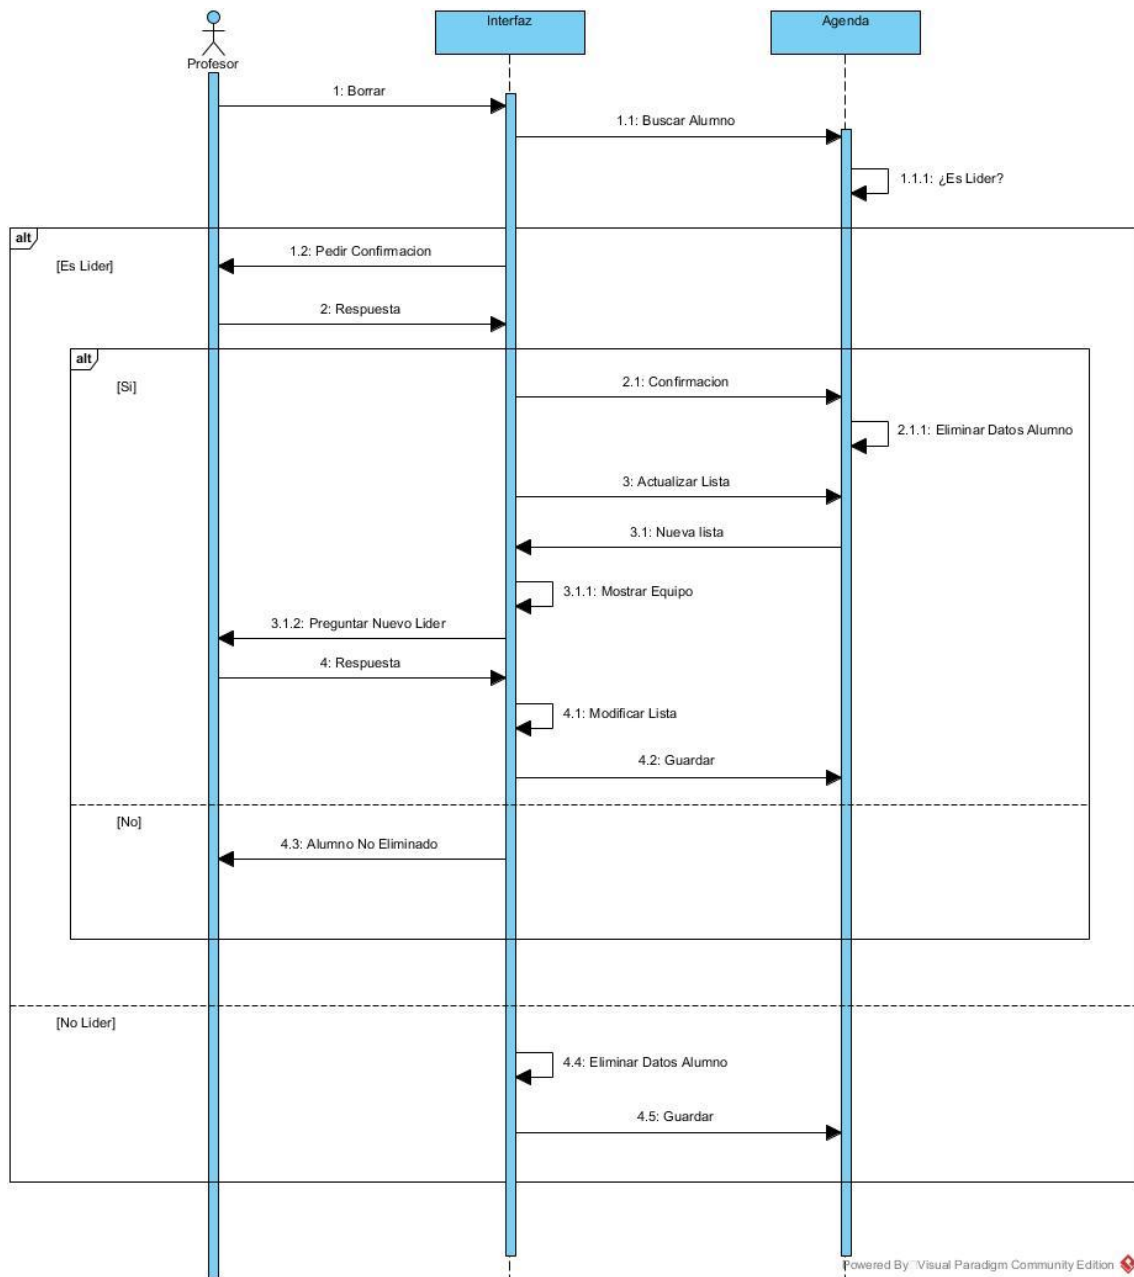 Profesor
Interfaz
Agenda
1: Borrar
1.1: Buscar Alumno
1.1.1: ¿Es Lider?
alt
[Es Lider]
1.2: Pedir Confirmacion
2: Respuesta
alt
[Si]
2.1: Confirmacion
2.1.1: Eliminar Datos Alumno
3: Actualizar Lista
3.1: Nueva lista
3.1.1: Mostrar Equipo
3.1.2: Preguntar Nuevo Lider
4: Respuesta
4.1: Modificar Lista
4.2: Guardar
[No]
4.3: Alumno No Eliminado
[No Lider]
4.4: Eliminar Datos Alumno
4.5: Guardar
Powered By Visual Paradigm Community Edition